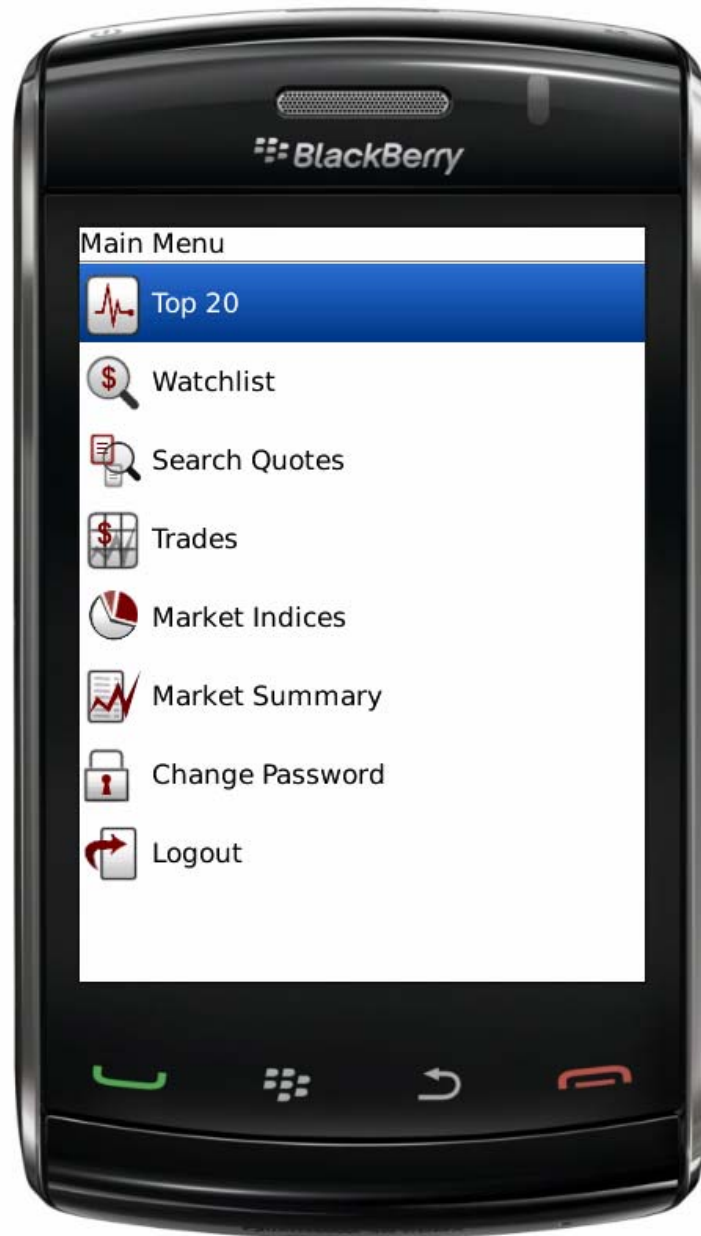 BlackBerry
Main Menu
Top 20
Watchlist
Search Quotes
Trades
Market Indices
Market Summary
Change Password
Logout